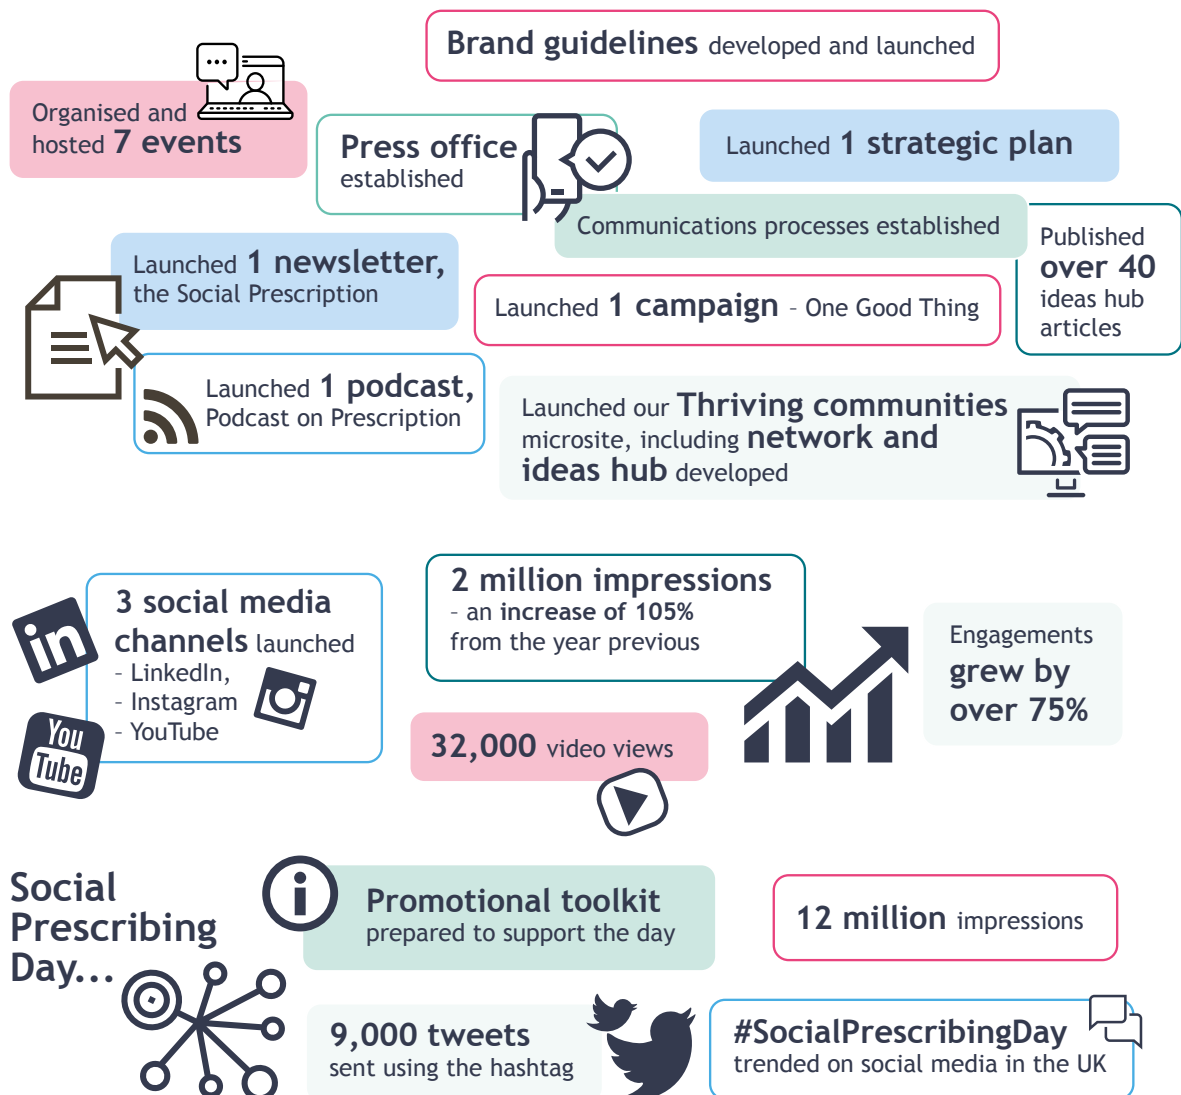 Brand guidelines developed and launched
Organised and
hosted 7 events
Press office
established
Launched 1 strategic plan
Communications processes established
Published
over 40
ideas hub
articles
Launched 1 newsletter,
the Social Prescription
Launched 1 campaign - One Good Thing
Launched 1 podcast,
Podcast on Prescription
Launched our Thriving communities
microsite, including network and
ideas hub developed
3 social media
channels launched
- LinkedIn,
- Instagram
- YouTube
in
You
Tube
2 million impressions
- an increase of 105%
from the year previous
Engagements
grew by
over 75%
32,000 video views
Social
Prescribing
Day...
i
Promotional toolkit
prepared to support the day
12 million impressions
9,000 tweets
sent using the hashtag
#SocialPrescribingDay
trended on social media in the UK